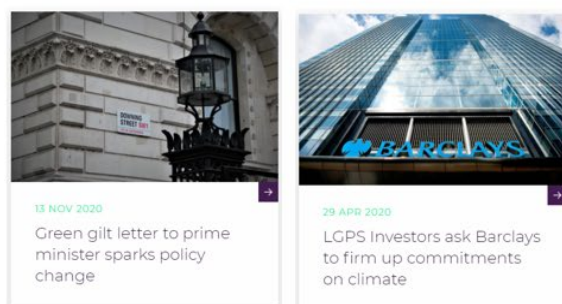 DOWNING
STREET SW1
BARCLAYS
13 NOV 2020
Green gilt letter to prime
minister sparks policy
change
29 APR 2020
LGPS Investors ask Barclays
to firm up commitments
on climate